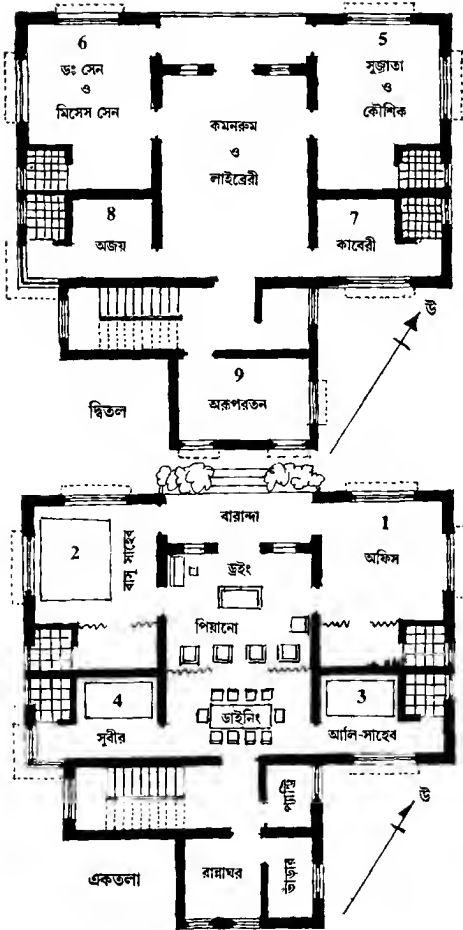 6
ডঃ সেন
ও
মিসেস সেন
5
সুজাতা
ও
কৌশিক
কমনরুম
ও
লাইব্রেরী
8
অজয়
7
কাবেরী
উ
9
অরূপরতন
দ্বিতল
বারান্দা
2
বাসু সাহেব
1
অফিস
ড্রইং
পিয়ানো
4
সুবীর
ডাইনিং
3
আলি-সাহেব
উ
প্যান্ট্রি
একতলা
রান্নাঘর
ভাঁড়ার